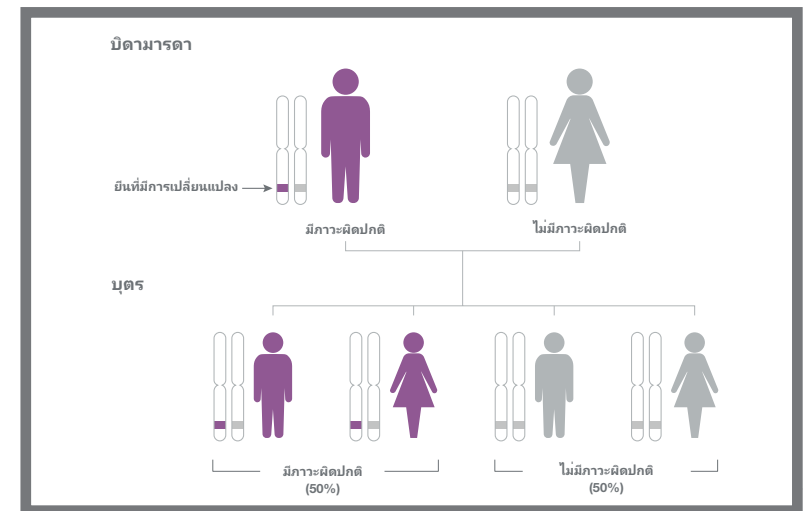 บิดามารดา
ยีนที่มีการเปลี่ยนแปลง
มีภาวะผิดปกติ
ไม่มีภาวะผิดปกติ
บุตร
มีภาวะผิดปกติ
(50%)
ไม่มีภาวะผิดปกติ
(50%)